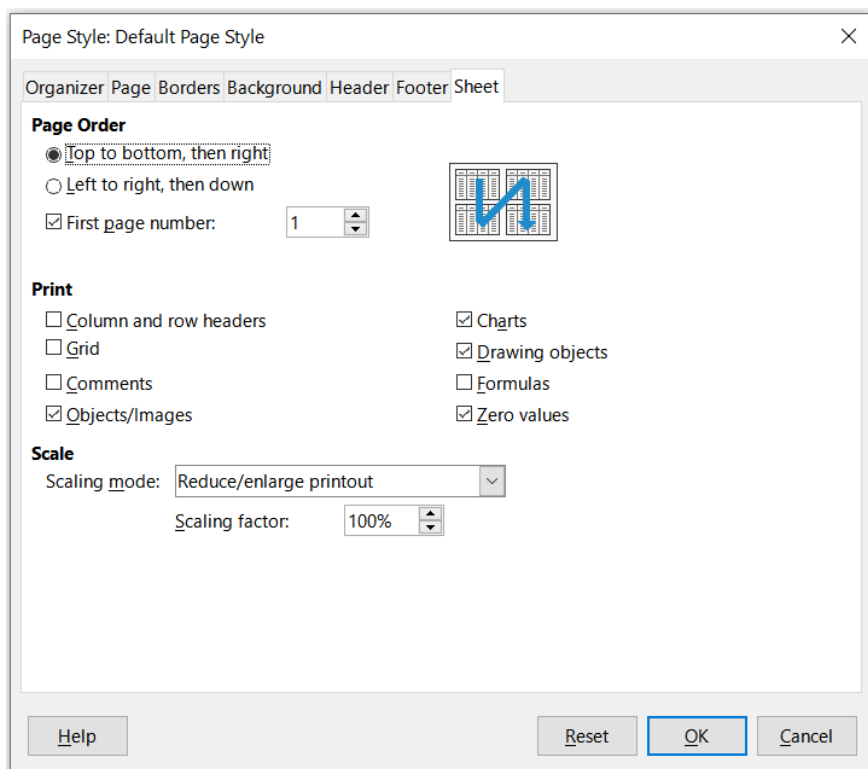 Page Style: Default Page Style
Organizer Page Borders Background Header Footer Sheet
Page Order
Top to bottom, then right
Left to right, then down
First page number: 1
Print
Column and row headers
Charts
Grid
Drawing objects
Comments
Formulas
Objects/Images
Zero values
Scale
Scaling mode: Reduce/enlarge printout
Scaling factor: 100%
Help Reset OK Cancel